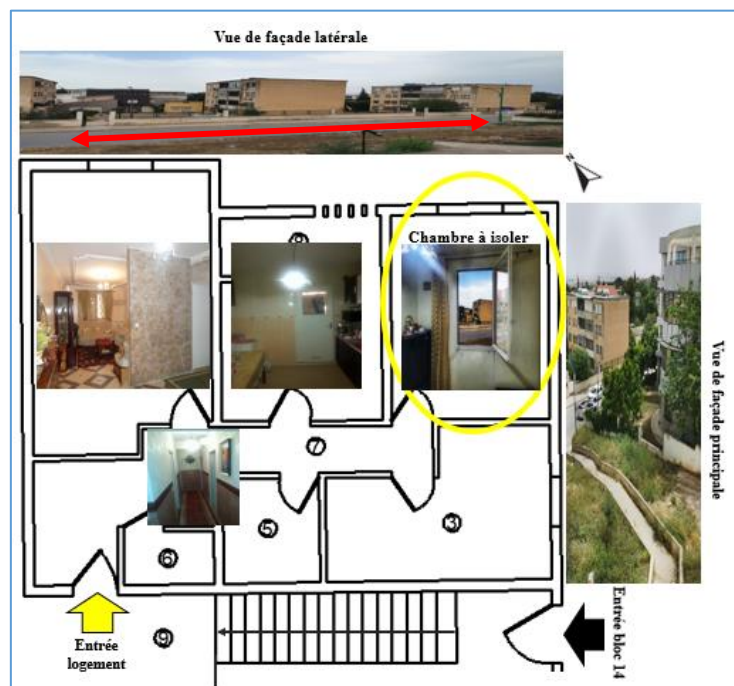 Vue de façade latérale
N
Chambre à isoler
8
7
3
5
6
9
Vue de façade principale
Entrée
logement
Entrée bloc 14